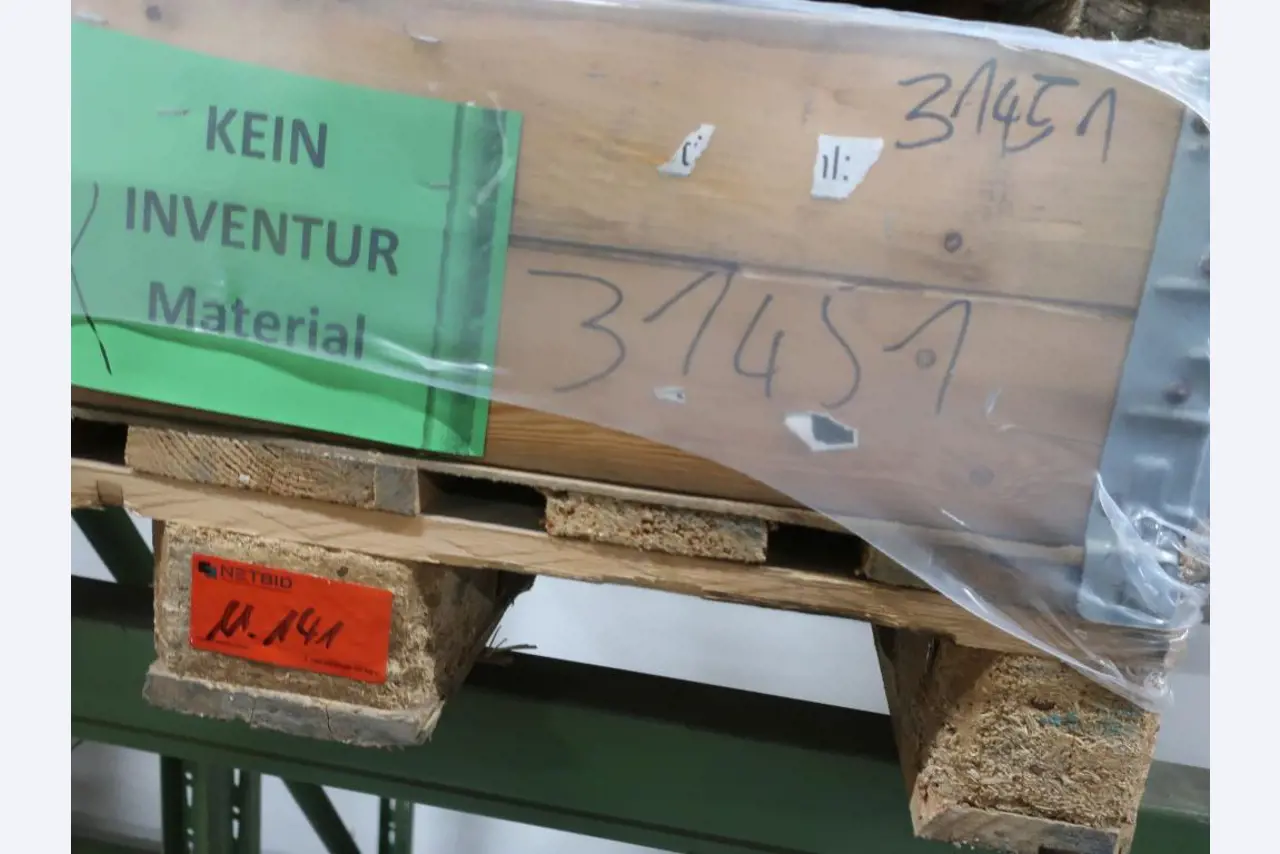 KEIN
INVENTUR
Material
31451
31451
NETBID
M. 141